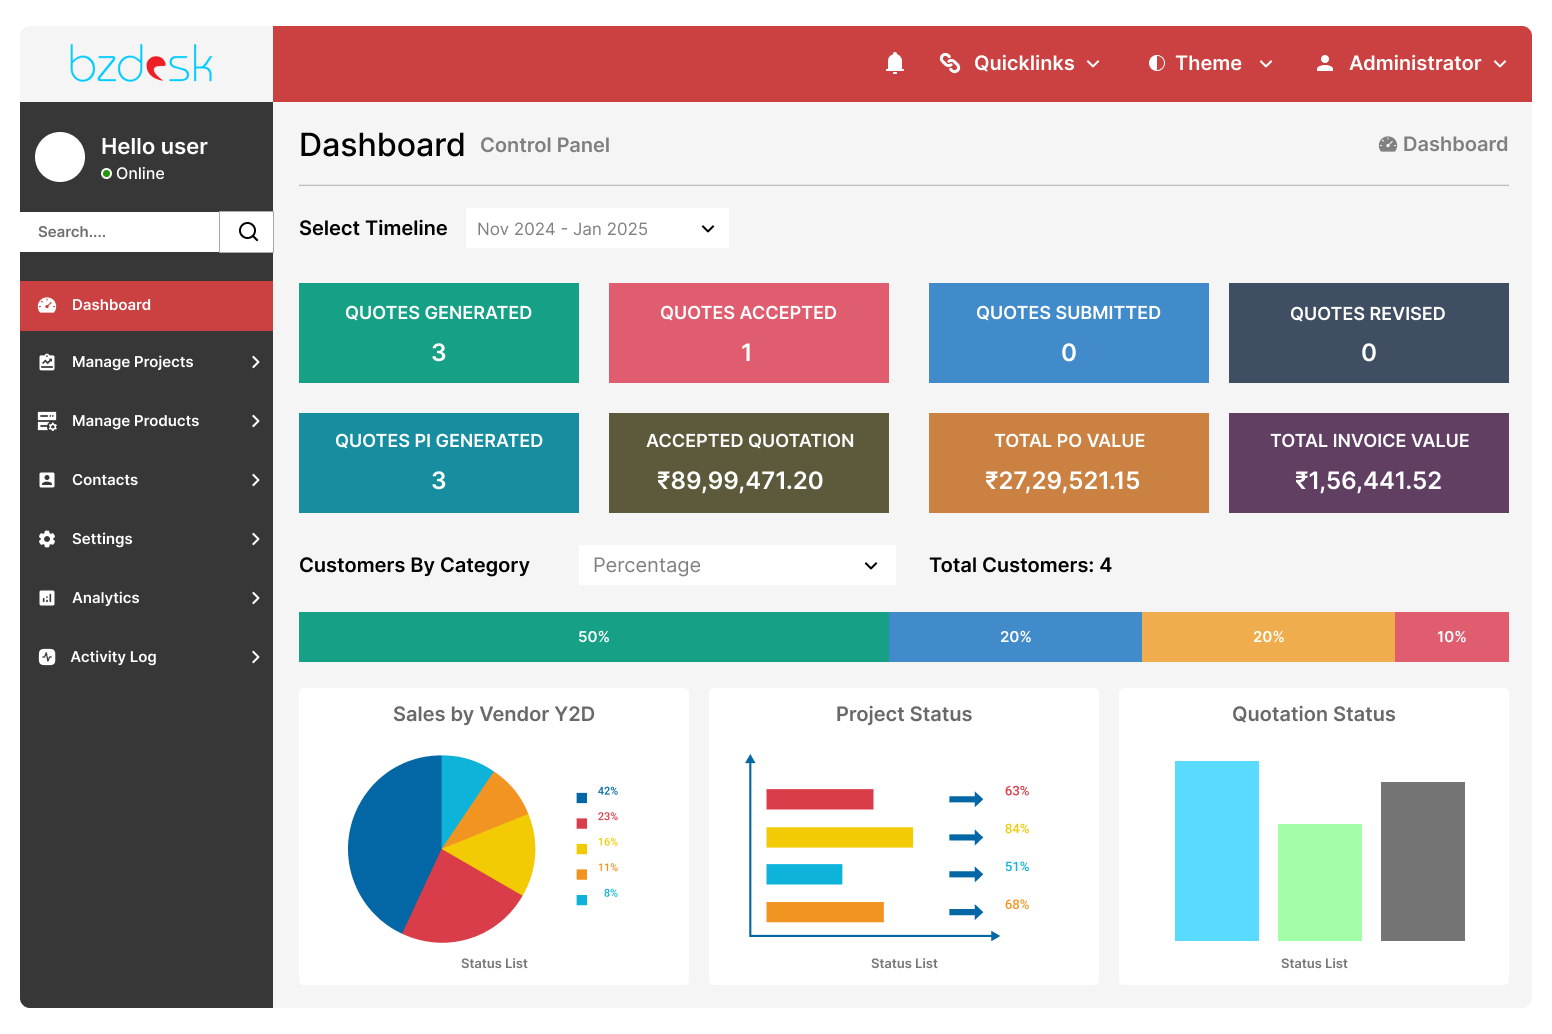 bzdesk
Quicklinks
Theme
Administrator
Hello user
Online
Search....
Dashboard
Manage Projects
Manage Products
Contacts
Settings
Analytics
Activity Log
Dashboard Control Panel
Dashboard
Select Timeline
Nov 2024 - Jan 2025
QUOTES GENERATED
3
QUOTES ACCEPTED
1
QUOTES SUBMITTED
0
QUOTES REVISED
0
QUOTES PI GENERATED
3
ACCEPTED QUOTATION
₹89,99,471.20
TOTAL PO VALUE
₹27,29,521.15
TOTAL INVOICE VALUE
₹1,56,441.52
Customers By Category
Percentage
Total Customers: 4
50%
20%
20%
10%
Sales by Vendor Y2D
42%
23%
16%
11%
8%
Status List
Project Status
63%
84%
51%
68%
Status List
Quotation Status
Status List